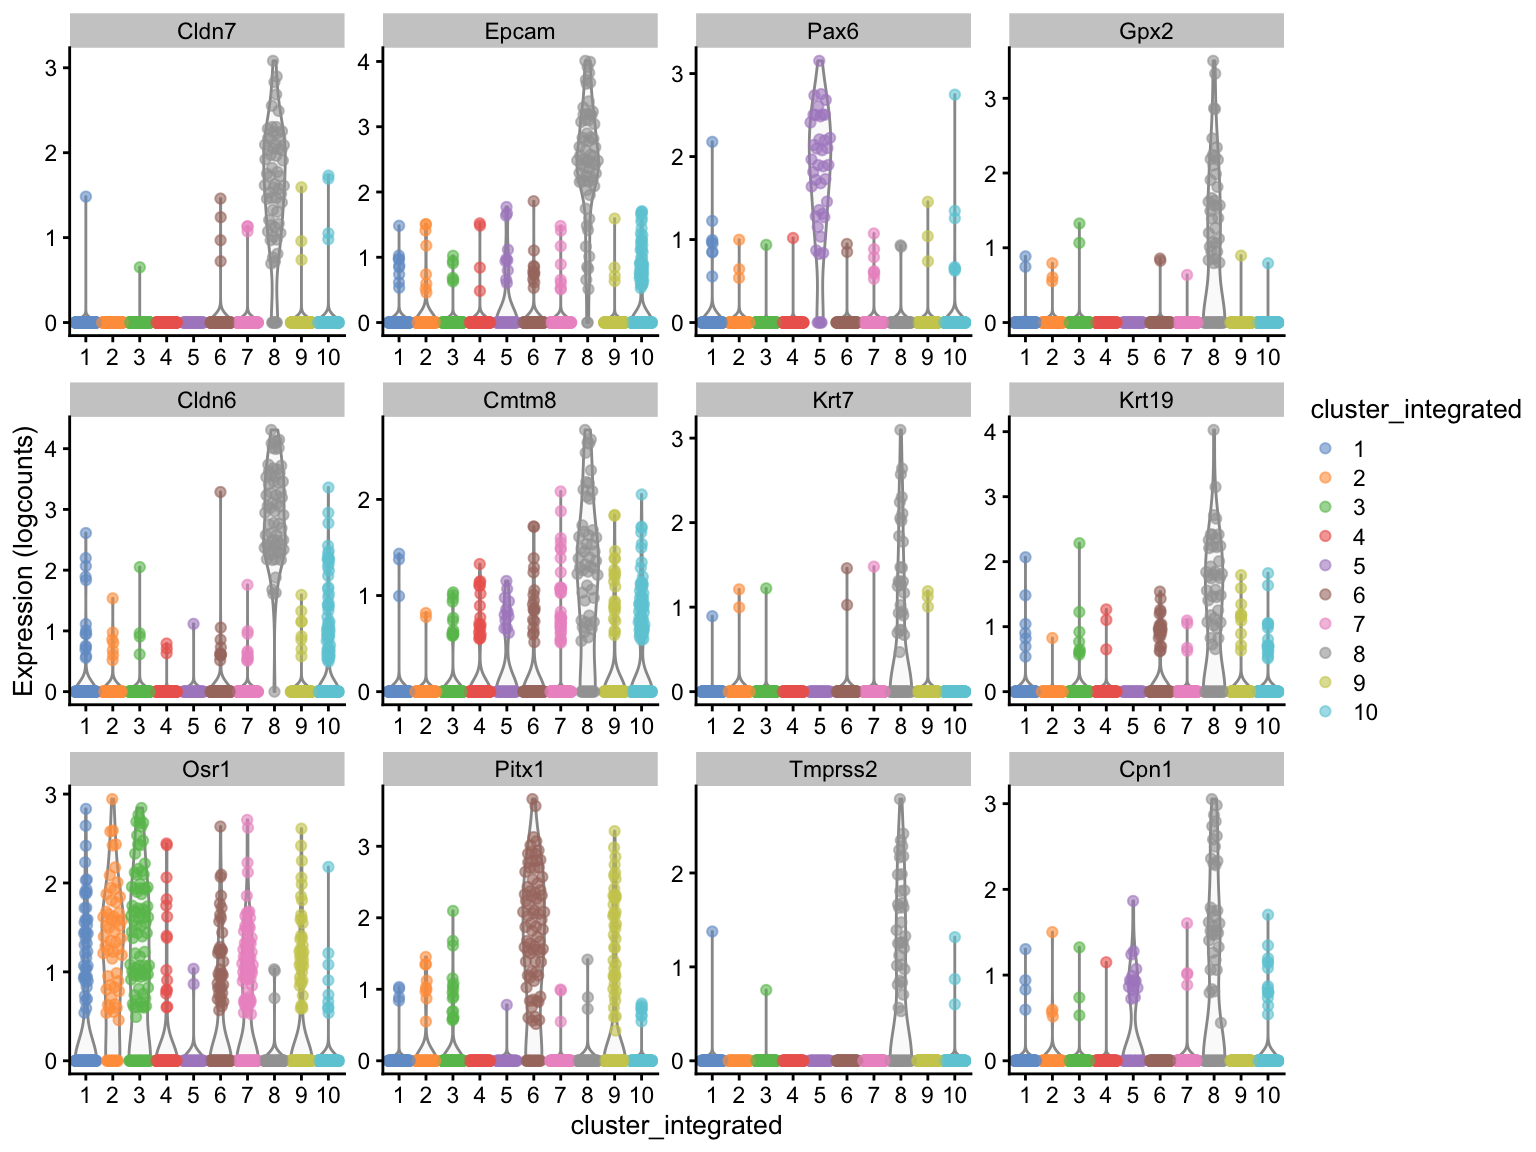 Cldn7 Epcam Pax6 Gpx2
3 4 3 3
2 3 2 2
1 2 1 1
0 1 0 0
0
1 2 3 4 5 6 7 8 9 10 1 2 3 4 5 6 7 8 9 10 1 2 3 4 5 6 7 8 9 10 1 2 3 4 5 6 7 8 9 10
Cldn6 Cmtm8 Krt7 Krt19
4 2 3 4
3 1 2 3
2 0 1 2
1 0 1
0 0
1 2 3 4 5 6 7 8 9 10 1 2 3 4 5 6 7 8 9 10 1 2 3 4 5 6 7 8 9 10 1 2 3 4 5 6 7 8 9 10
Osr1 Pitx1 Tmprss2 Cpn1
3 3 2 3
2 2 1 2
1 1 0 1
0 0 0
1 2 3 4 5 6 7 8 9 10 1 2 3 4 5 6 7 8 9 10 1 2 3 4 5 6 7 8 9 10 1 2 3 4 5 6 7 8 9 10
cluster_integrated
Expression (logcounts)
cluster_integrated
1
2
3
4
5
6
7
8
9
10